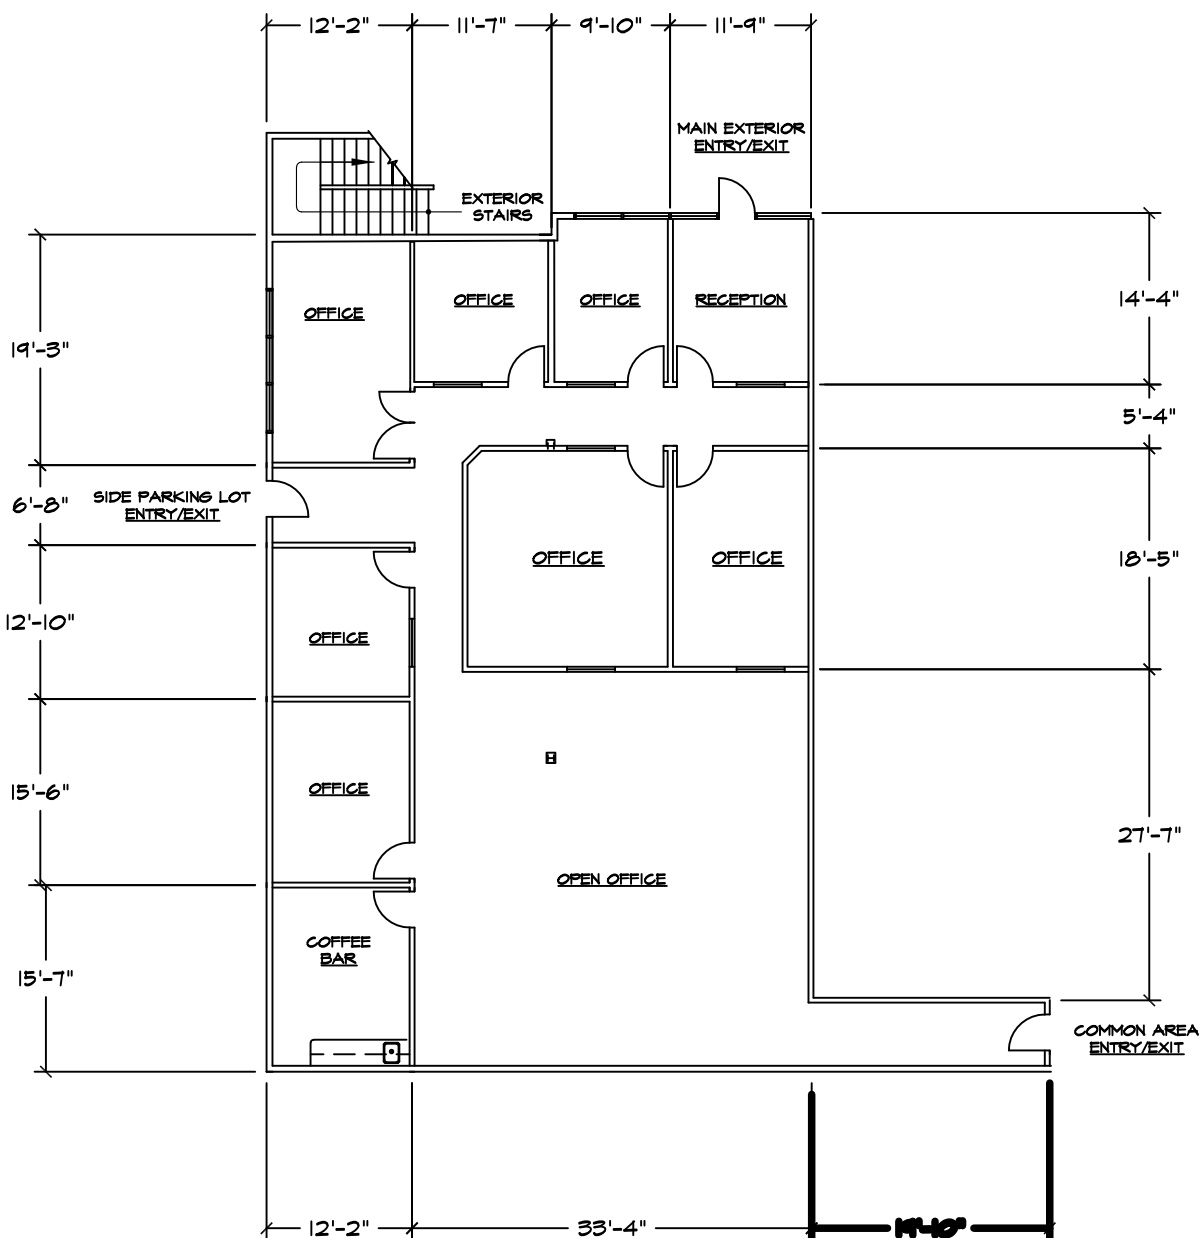 12'-2"
11'-7"
9'-10"
11'-9"
MAIN EXTERIOR
ENTRY/EXIT
EXTERIOR
STAIRS
OFFICE
OFFICE
OFFICE
RECEPTION
14'-4"
19'-3"
5'-4"
SIDE PARKING LOT
ENTRY/EXIT
6'-8"
OFFICE
OFFICE
18'-5"
12'-10"
OFFICE
15'-6"
OFFICE
27'-7"
OPEN OFFICE
COFFEE
BAR
15'-7"
COMMON AREA
ENTRY/EXIT
12'-2"
33'-4"
19'-10"